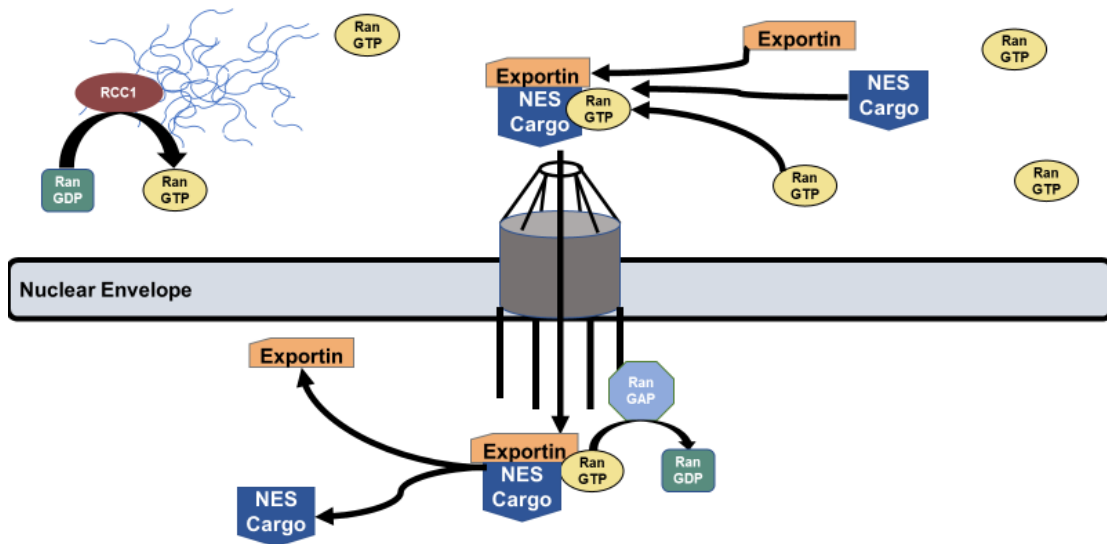 Ran
GTP
Exportin
Ran
GTP
Exportin
RCC1
NES
Cargo
NES
Cargo
Ran
GTP
Ran
GDP
Ran
GTP
Ran
GTP
Ran
GTP
Nuclear Envelope
Exportin
Ran
GAP
Exportin
NES
Cargo
Ran
GTP
Ran
GDP
NES
Cargo